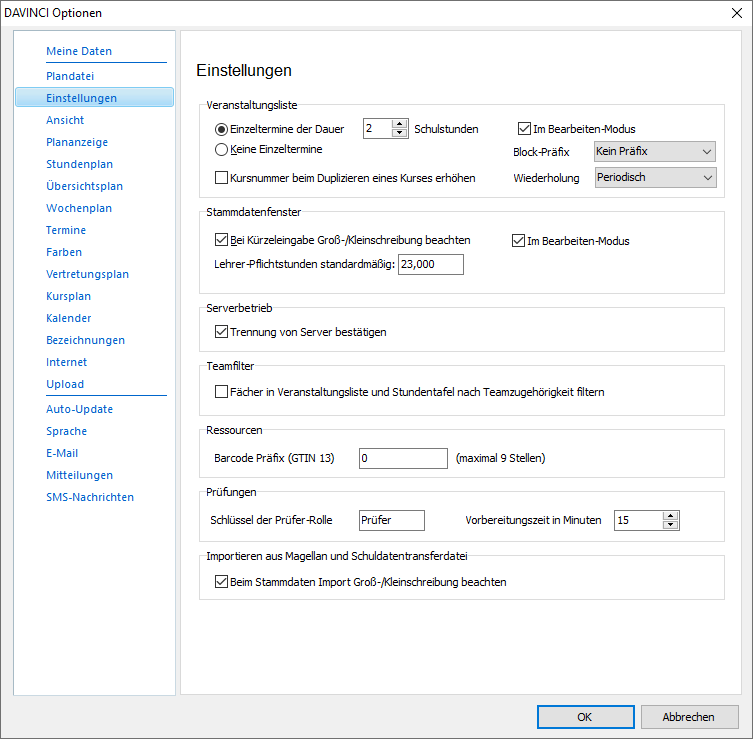 DAVINCI Optionen
Meine Daten
Plandatei
Einstellungen
Ansicht
Plananzeige
Stundenplan
Übersichtsplan
Wochenplan
Termine
Farben
Vertretungsplan
Kursplan
Kalender
Bezeichnungen
Internet
Upload
Auto-Update
Sprache
E-Mail
Mitteilungen
SMS-Nachrichten
Einstellungen
Veranstaltungsliste
Einzeltermine der Dauer 2 Schulstunden Im Bearbeiten-Modus
Keine Einzeltermine Block-Präfix Kein Präfix
Kursnummer beim Duplizieren eines Kurses erhöhen Wiederholung Periodisch
Stammdatenfenster
Bei Kürzeleingabe Groß-/Kleinschreibung beachten Im Bearbeiten-Modus
Lehrer-Pflichtstunden standardmäßig: 23,000
Serverbetrieb
Trennung von Server bestätigen
Teamfilter
Fächer in Veranstaltungsliste und Stundentafel nach Teamzugehörigkeit filtern
Ressourcen
Barcode Präfix (GTIN 13) 0 (maximal 9 Stellen)
Prüfungen
Schlüssel der Prüfer-Rolle Prüfer Vorbereitungszeit in Minuten 15
Importieren aus Magellan und Schuldatentransferdatei
Beim Stammdaten Import Groß-/Kleinschreibung beachten
OK Abbrechen